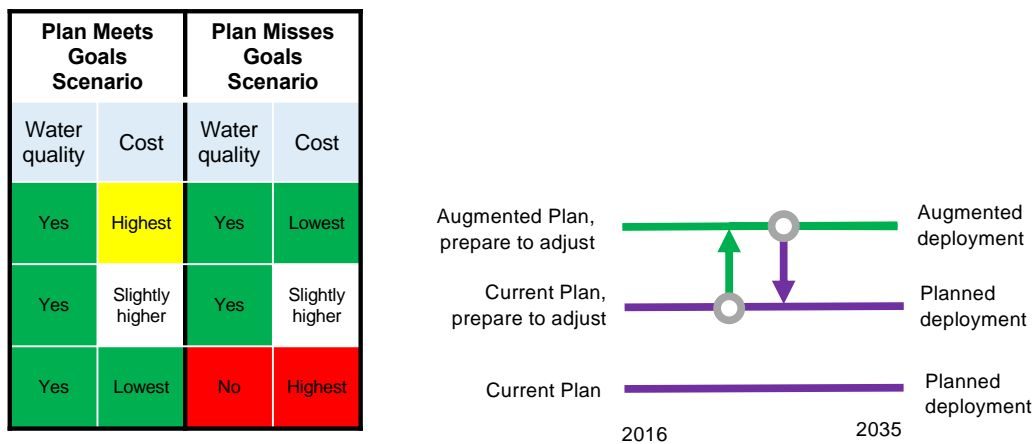 Plan Meets
Goals
Scenario
Plan Misses
Goals
Scenario
Water
quality
Cost
Water
quality
Cost
Yes
Highest
Yes
Lowest
Yes
Slightly
higher
Yes
Slightly
higher
Yes
Lowest
No
Highest
Augmented Plan,
prepare to adjust
Augmented
deployment
Current Plan,
prepare to adjust
Planned
deployment
Current Plan
Planned
deployment
2016
2035